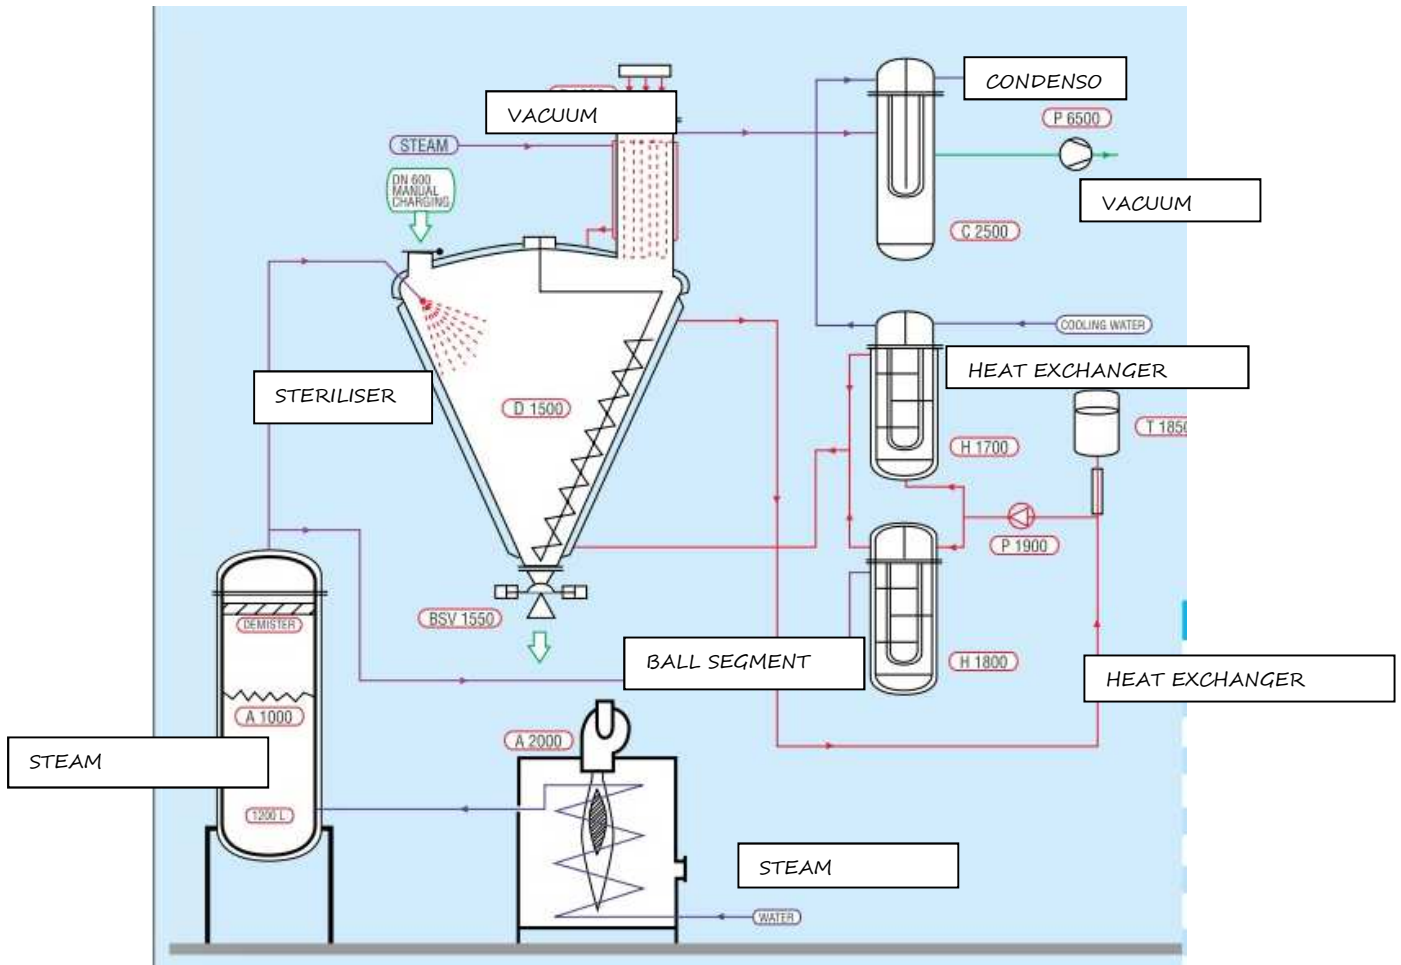 CONDENSO
VACUUM
P 6500
STEAM
DN 600
MANUAL
CHARGING
VACUUM
C 2500
COOLING WATER
HEAT EXCHANGER
STERILISER
D 1500
T 1850
H 1700
P 1900
BSV 1550
DEMISTER
BALL SEGMENT
H 1800
HEAT EXCHANGER
A 1000
A 2000
STEAM
1200 L
STEAM
WATER